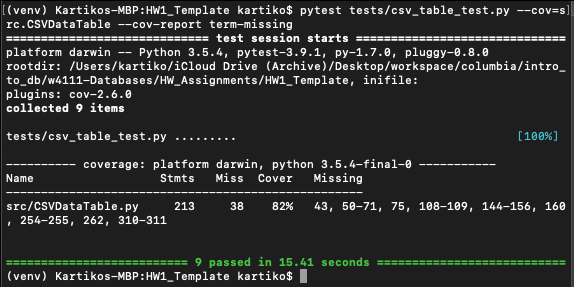 (venv) Kartikos-MBP:HW1_Template kartiko$ pytest tests/csv_table_test.py --cov=s
rc.CSVDataTable --cov-report term-missing
============================= test session starts ==============================
platform darwin -- Python 3.5.4, pytest-3.9.1, py-1.7.0, pluggy-0.8.0
rootdir: /Users/kartiko/iCloud Drive (Archive)/Desktop/workspace/columbia/intro_
to_db/w4111-Databases/HW_Assignments/HW1_Template, inifile:
plugins: cov-2.6.0
collected 9 items
tests/csv_table_test.py ......... [100%]
---------- coverage: platform darwin, python 3.5.4-final-0 -----------
Name Stmts Miss Cover Missing
---------------------------------------------------
src/CSVDataTable.py 213 38 82% 43, 50-71, 75, 108-109, 144-156, 160
, 254-255, 262, 310-311
========================== 9 passed in 15.41 seconds ===========================
(venv) Kartikos-MBP:HW1_Template kartiko$